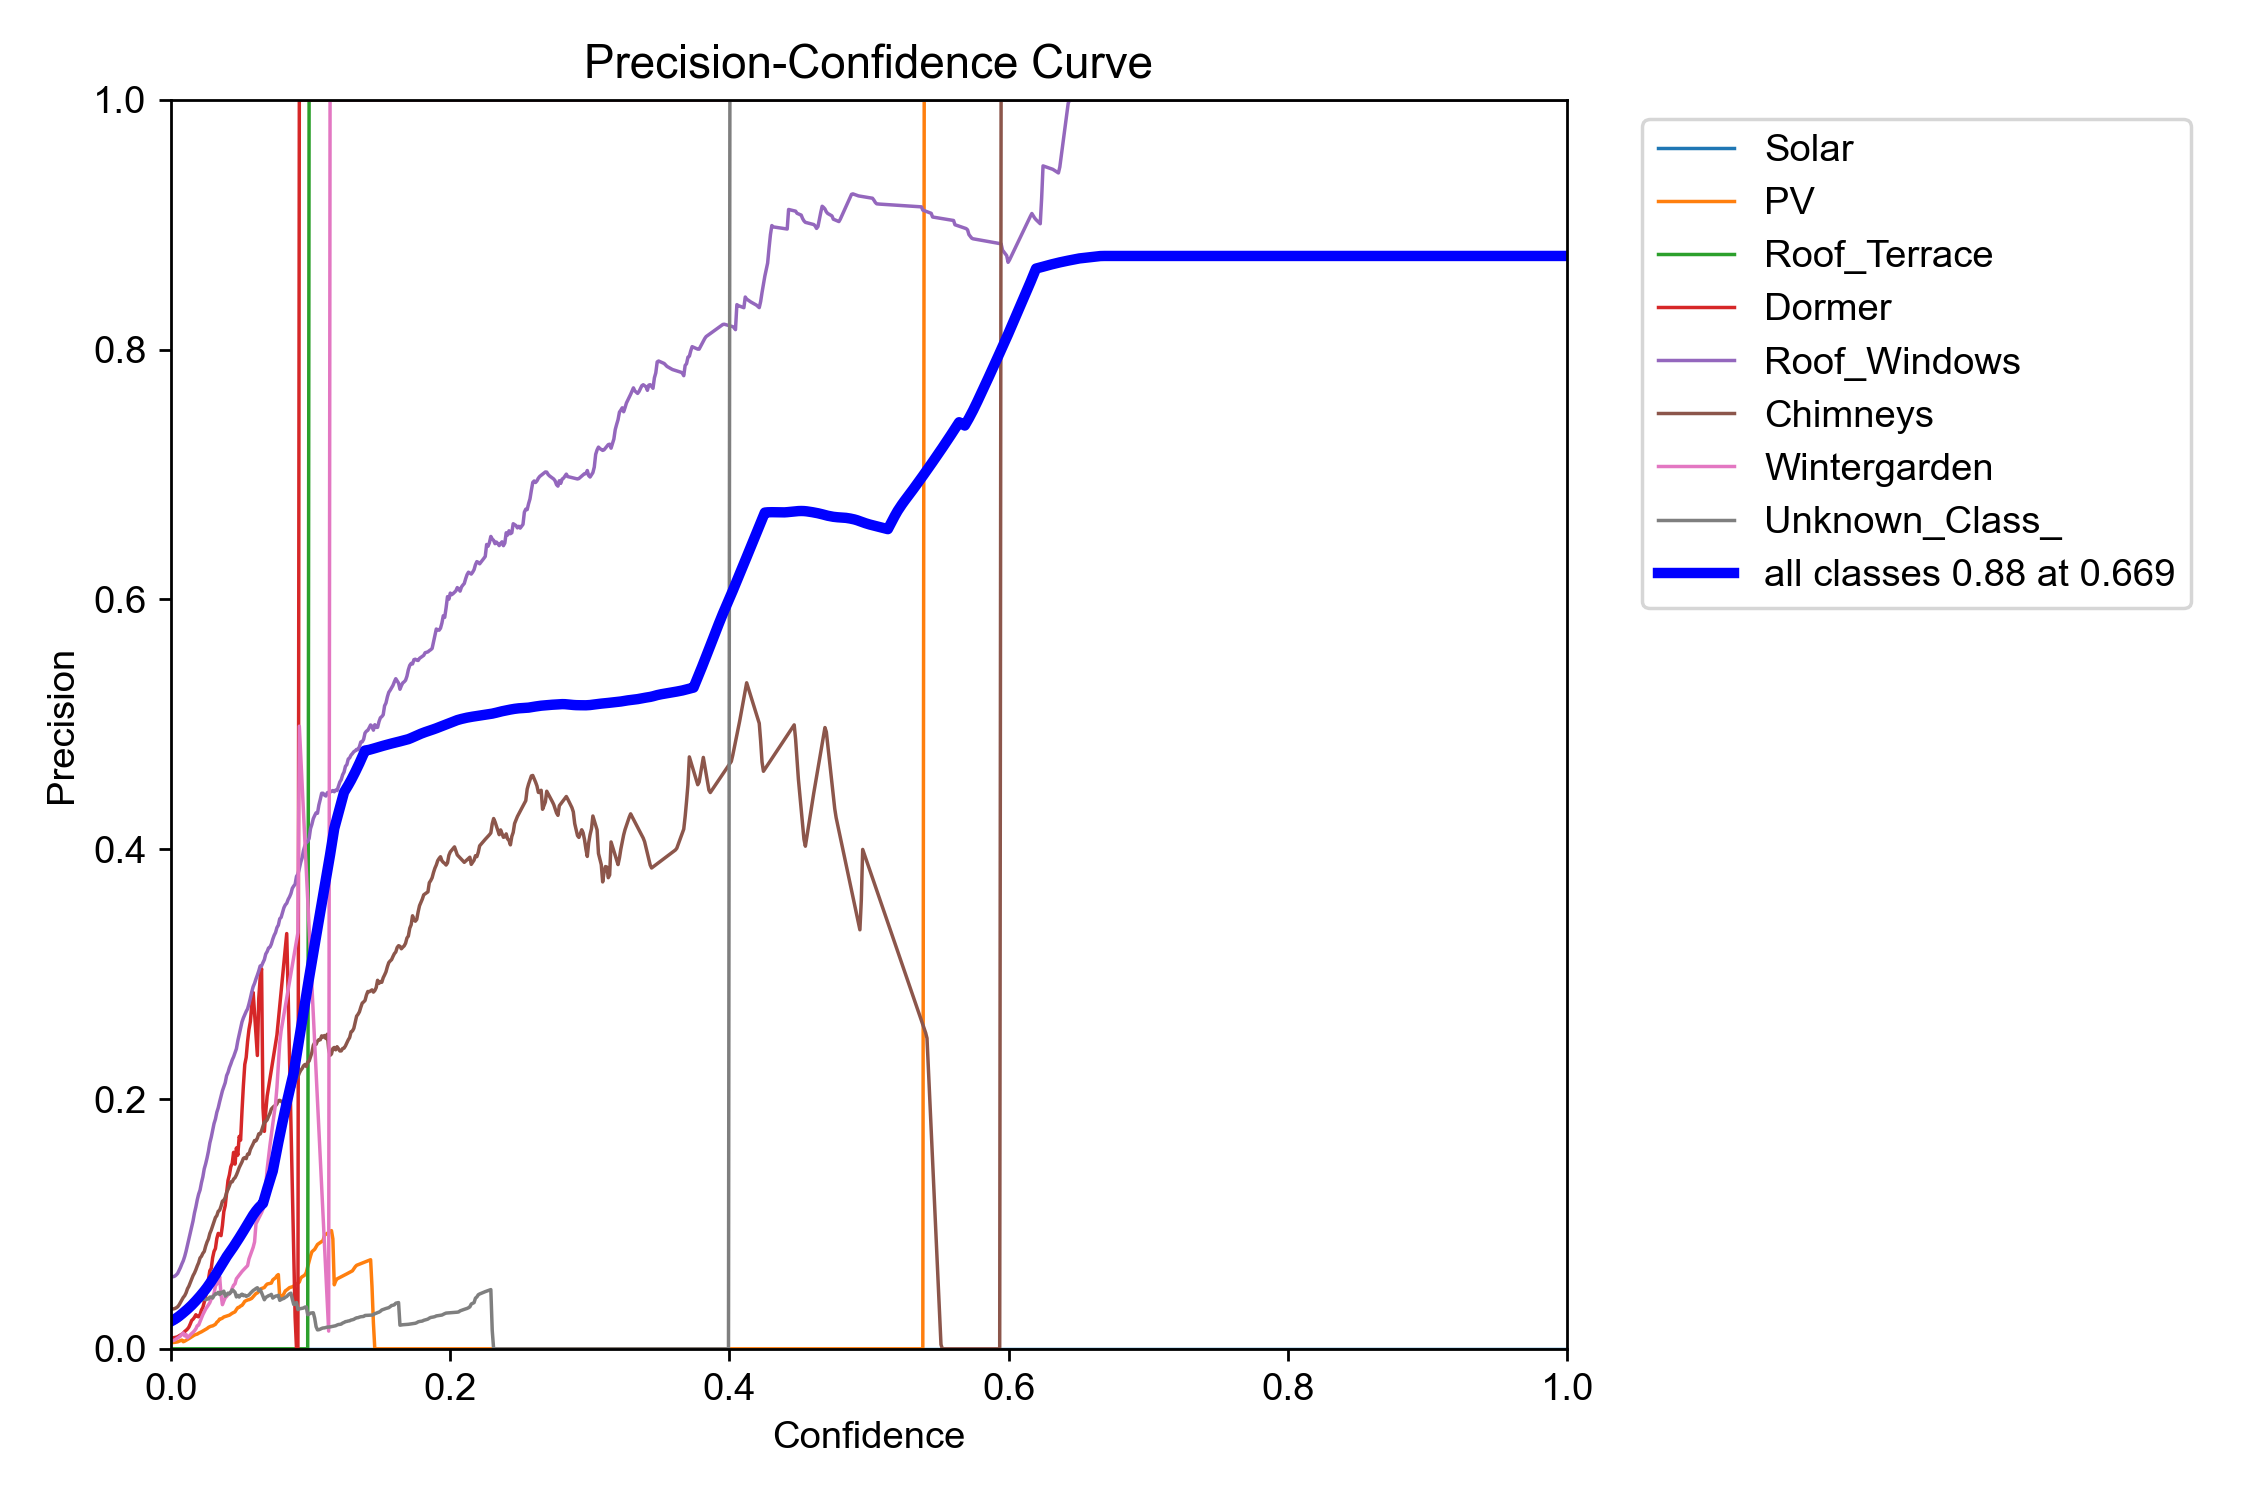 Precision-Confidence Curve
1.0
0.8
0.6
0.4
0.2
0.0
Precision
0.0 0.2 0.4 0.6 0.8 1.0
Confidence
Solar
PV
Roof_Terrace
Dormer
Roof_Windows
Chimneys
Wintergarden
Unknown_Class_
all classes 0.88 at 0.669